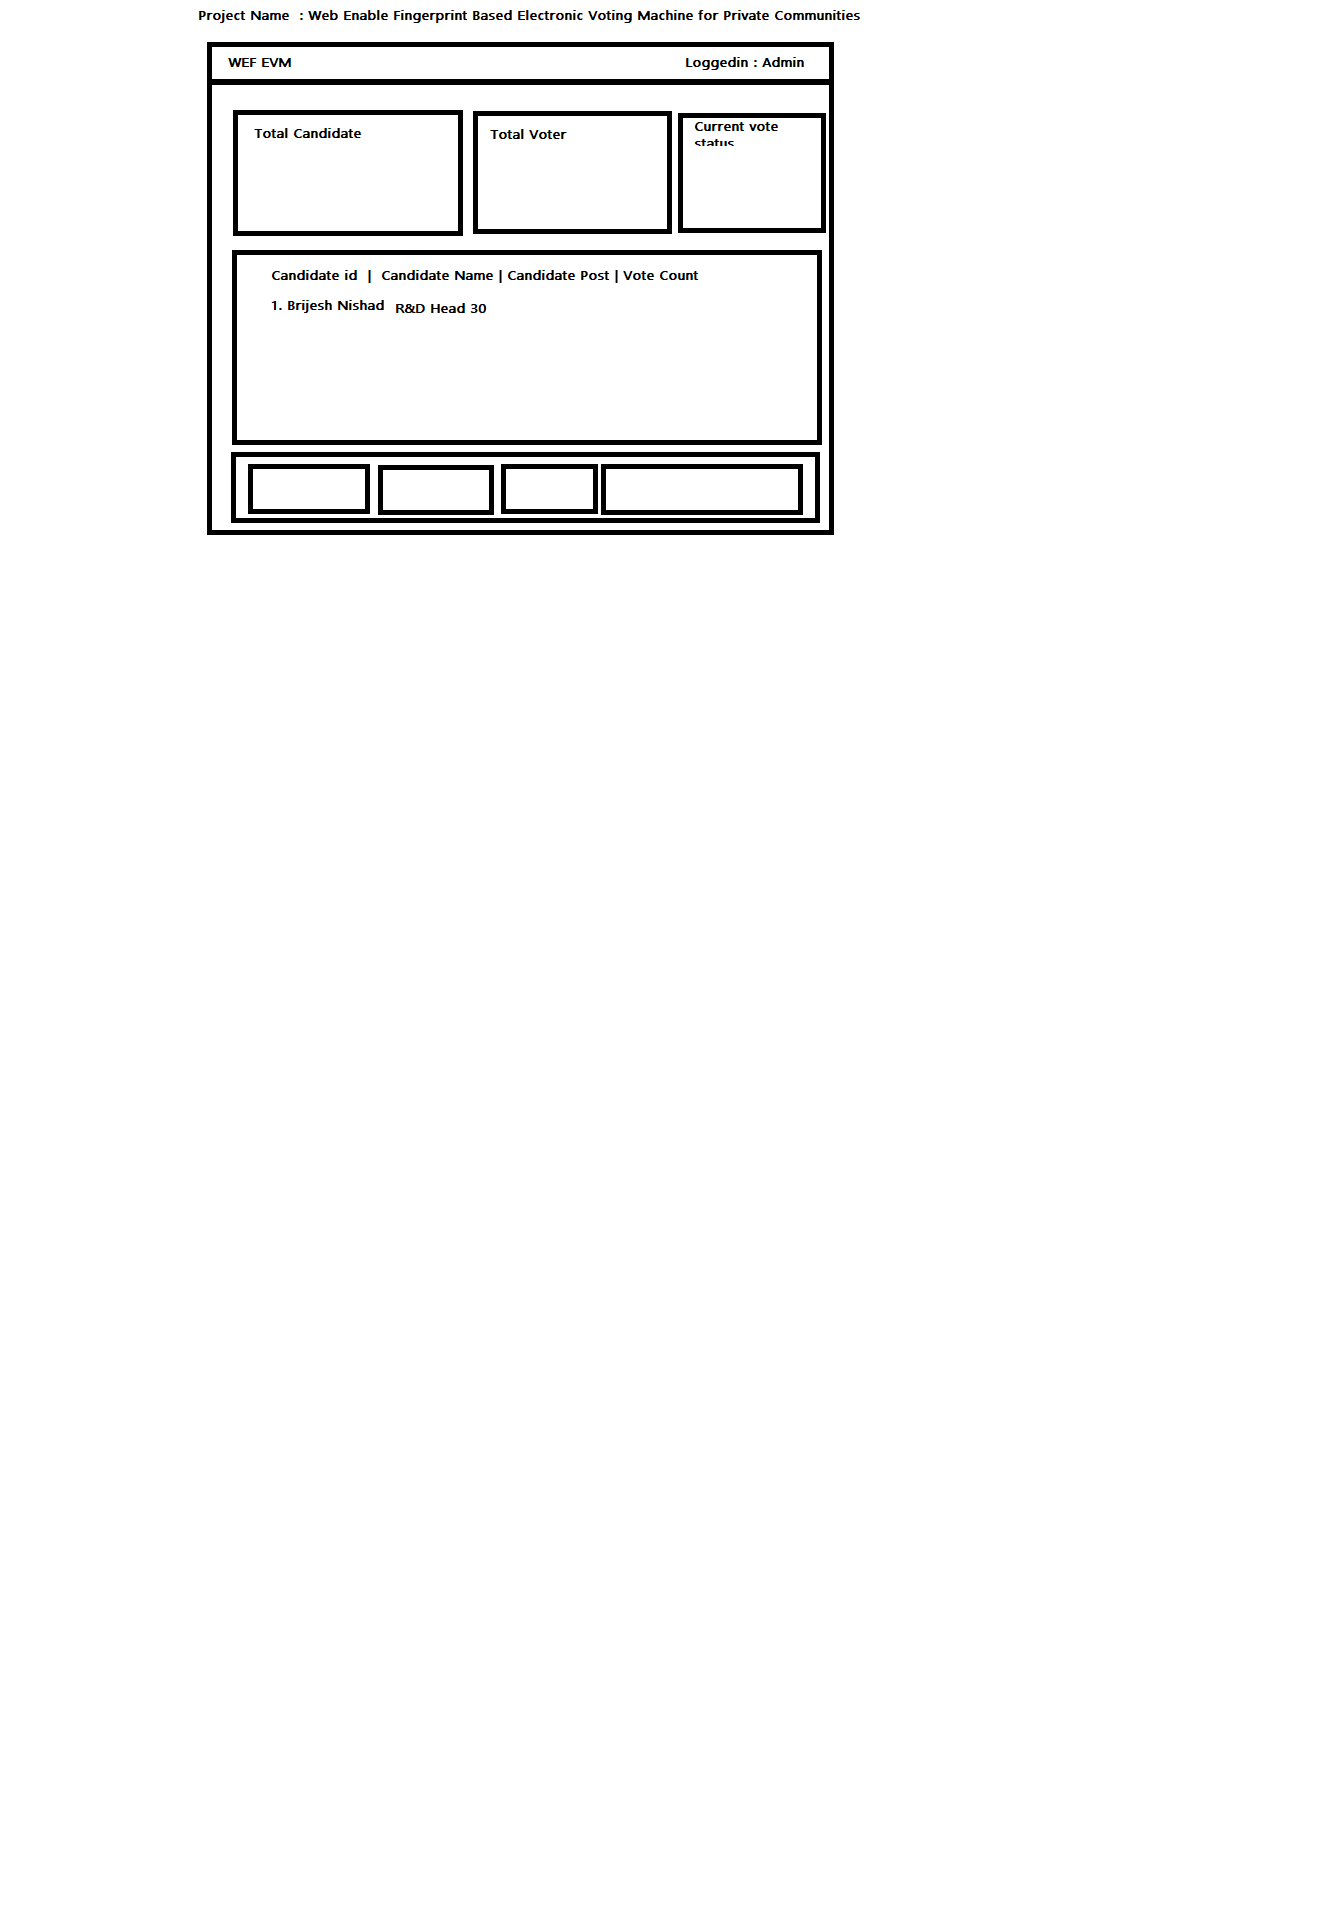 Project Name : Web Enable Fingerprint Based Electronic Voting Machine for Private Communities
WEF EVM
Loggedin : Admin
Total Candidate
Total Voter
Current vote
status
Candidate id | Candidate Name | Candidate Post | Vote Count
1. Brijesh Nishad R&D Head 30